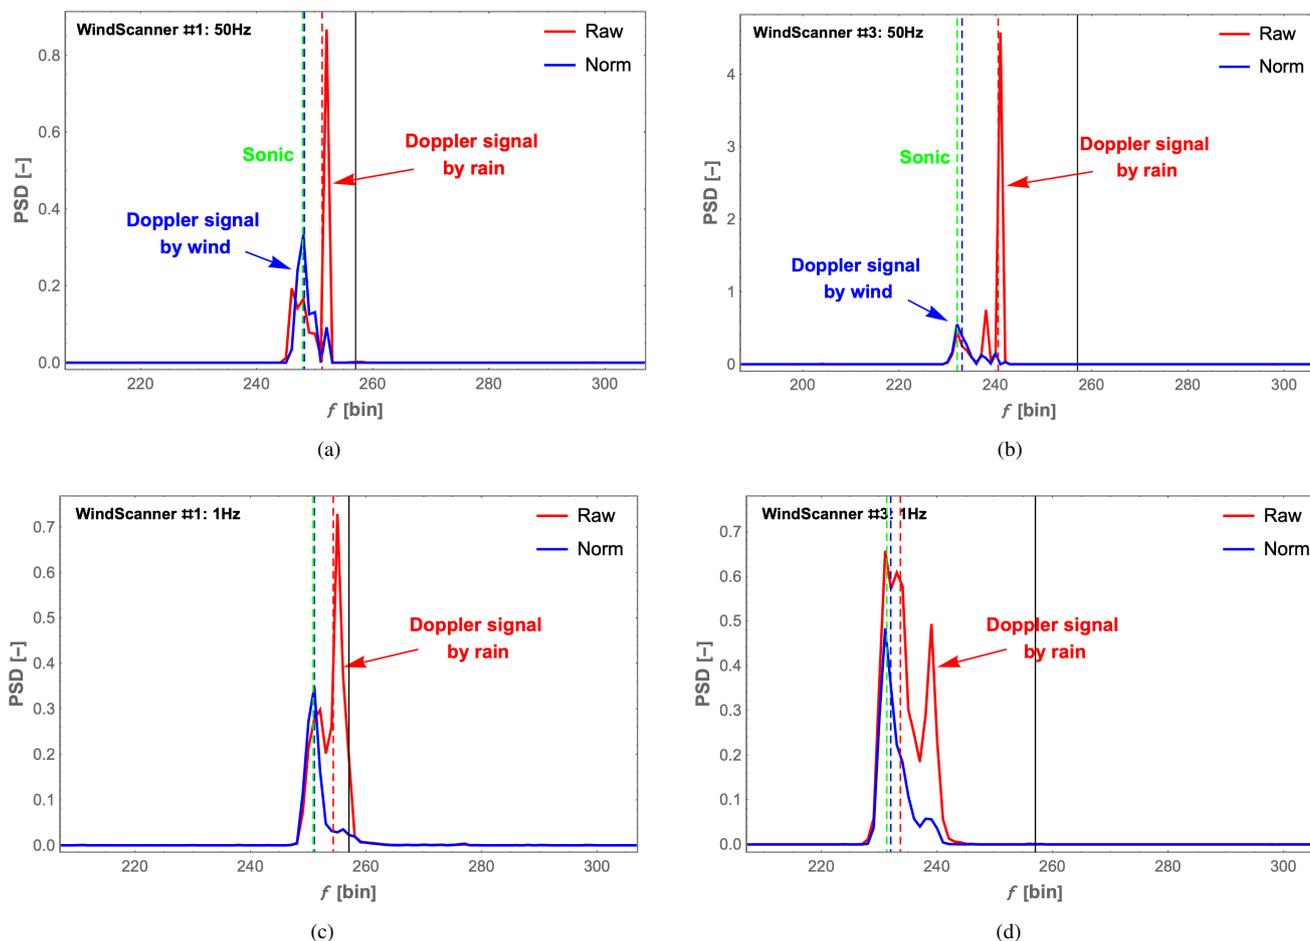 WindScanner #1: 50Hz
Raw
Norm
Doppler signal
by rain
Sonic
Doppler signal
by wind
PSD [–]
0.8
0.6
0.4
0.2
0.0
220
240
260
280
300
f [bin]
(a)
WindScanner #3: 50Hz
Raw
Norm
Doppler signal
by rain
Sonic
Doppler signal
by wind
PSD [–]
4
3
2
1
0
200
220
240
260
280
300
f [bin]
(b)
WindScanner #1: 1Hz
Raw
Norm
Doppler signal
by rain
PSD [–]
0.7
0.6
0.5
0.4
0.3
0.2
0.1
0.0
220
240
260
280
300
f [bin]
(c)
WindScanner #3: 1Hz
Raw
Norm
Doppler signal
by rain
PSD [–]
0.7
0.6
0.5
0.4
0.3
0.2
0.1
0.0
220
240
260
280
300
f [bin]
(d)